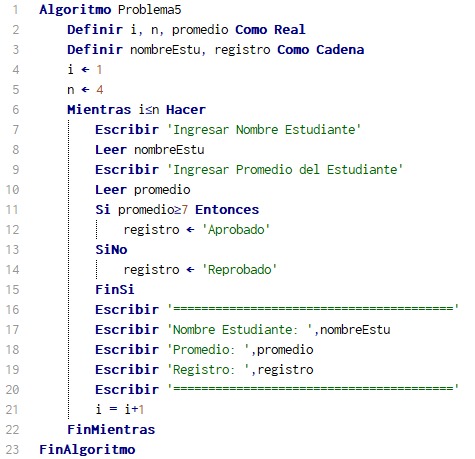 1 Algoritmo Problema5
2 Definir i, n, promedio Como Real
3 Definir nombreEstu, registro Como Cadena
4 i ← 1
5 n ← 4
6 Mientras i≤n Hacer
7 Escribir 'Ingresar Nombre Estudiante'
8 Leer nombreEstu
9 Escribir 'Ingresar Promedio del Estudiante'
10 Leer promedio
11 Si promedio≥7 Entonces
12 registro ← 'Aprobado'
13 SiNo
14 registro ← 'Reprobado'
15 FinSi
16 Escribir '========================================'
17 Escribir 'Nombre Estudiante: ',nombreEstu
18 Escribir 'Promedio: ',promedio
19 Escribir 'Registro: ',registro
20 Escribir '========================================'
21 i = i+1
22 FinMientras
23 FinAlgoritmo